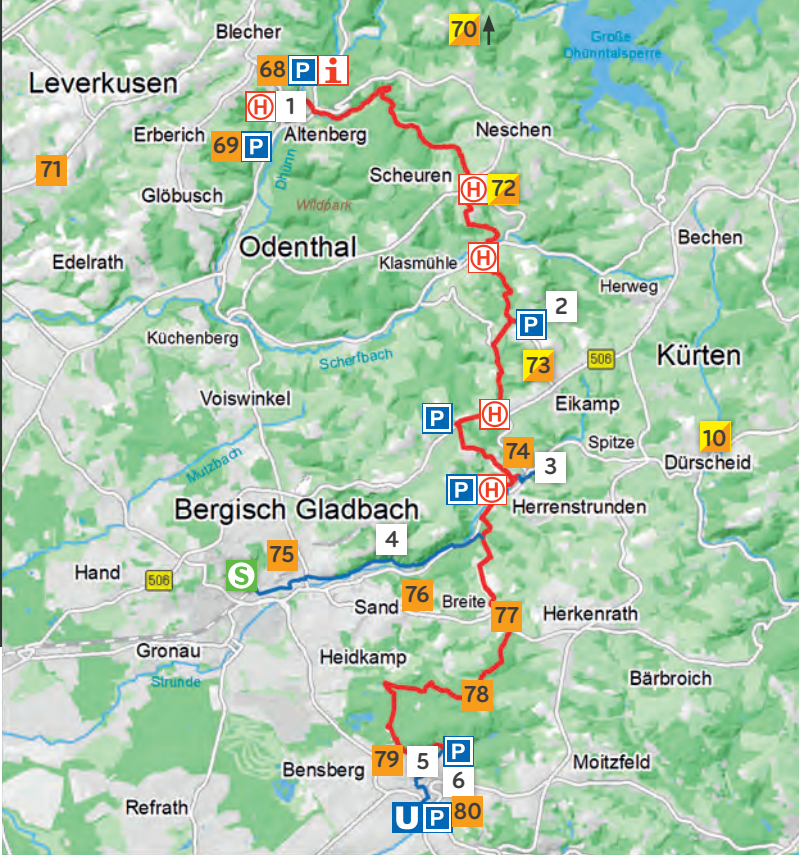 Blecher
70
Große
Dhünntalsperre
68 P i
Leverkusen
H 1
Erberich
Altenberg
Neschen
69 P
71
Dhünn
Scheuren
H 72
Glöbusch
Wildpark
Odenthal
Bechen
Edelrath
Klasmühle
H
Herweg
2
P
Küchenberg
Scherfbach
73
506
Kürten
Voiswinkel
Eikamp
P
H
10
Spitze
74
Dürscheid
Mutzbach
3
P H
Herrenstrunden
Bergisch Gladbach
4
75
Hand
506
S
76
Sand
Breite
77
Herkenrath
Gronau
Heidkamp
Strunde
Bärbroich
78
P
79
5
Bensberg
6
Moitzfeld
Refrath
U P 80